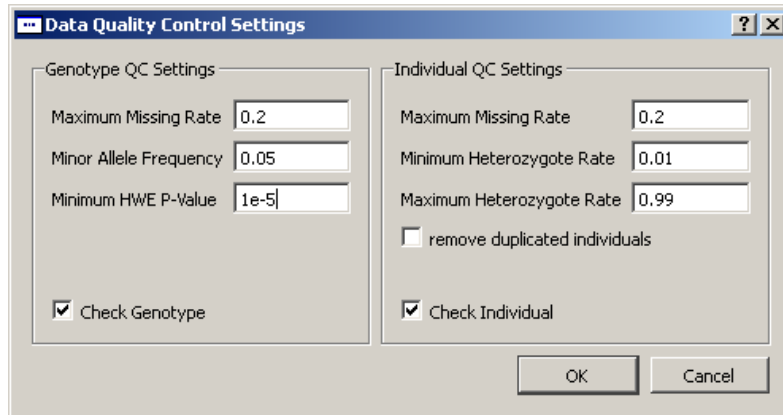 Data Quality Control Settings
Genotype QC Settings
Maximum Missing Rate 0.2
Minor Allele Frequency 0.05
Minimum HWE P-Value 1e-5
Check Genotype
Individual QC Settings
Maximum Missing Rate 0.2
Minimum Heterozygote Rate 0.01
Maximum Heterozygote Rate 0.99
remove duplicated individuals
Check Individual
OK
Cancel